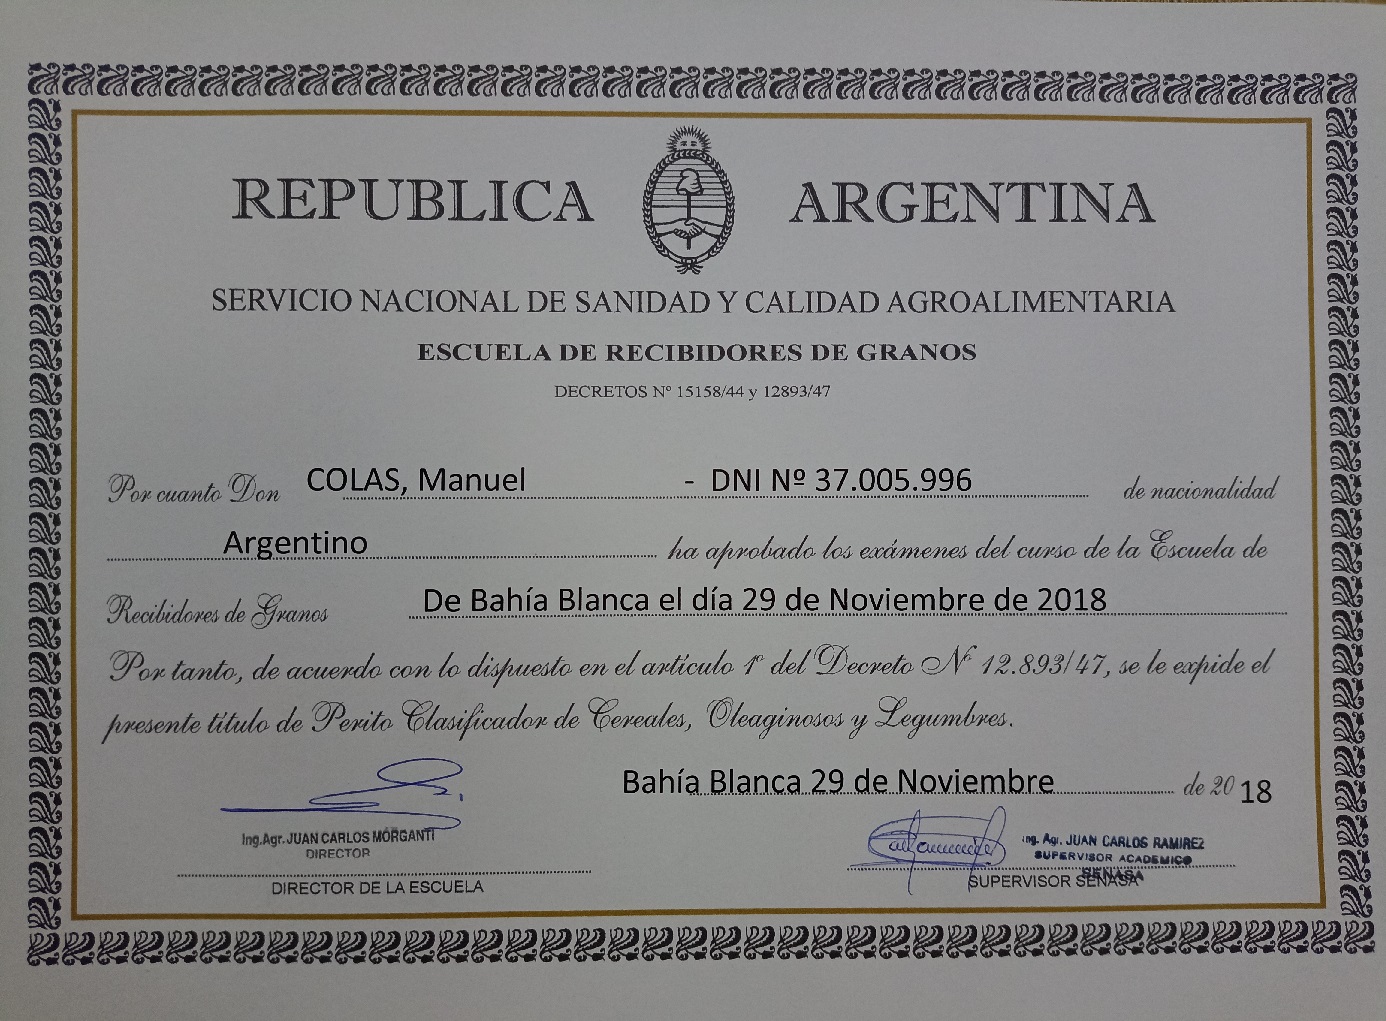 REPUBLICA ARGENTINA
SERVICIO NACIONAL DE SANIDAD Y CALIDAD AGROALIMENTARIA
ESCUELA DE RECIBIDORES DE GRANOS
DECRETOS Nº 15158/44 y 12893/47
Por cuanto Don COLAS, Manuel - DNI Nº 37.005.996 de nacionalidad
Argentino ha aprobado los exámenes del curso de la Escuela de
Recibidores de Granos De Bahía Blanca el día 29 de Noviembre de 2018
Por tanto, de acuerdo con lo dispuesto en el artículo 1º del Decreto Nº 12.893/47, se le expide el
presente título de Perito Clasificador de Cereales, Oleaginosos y Legumbres.
Bahía Blanca 29 de Noviembre de 2018
Ing.Agr. JUAN CARLOS MORGANTI
DIRECTOR
DIRECTOR DE LA ESCUELA
Ing. Agr. JUAN CARLOS RAMIREZ
SUPERVISOR ACADEMICO
SENASA
SUPERVISOR SENASA